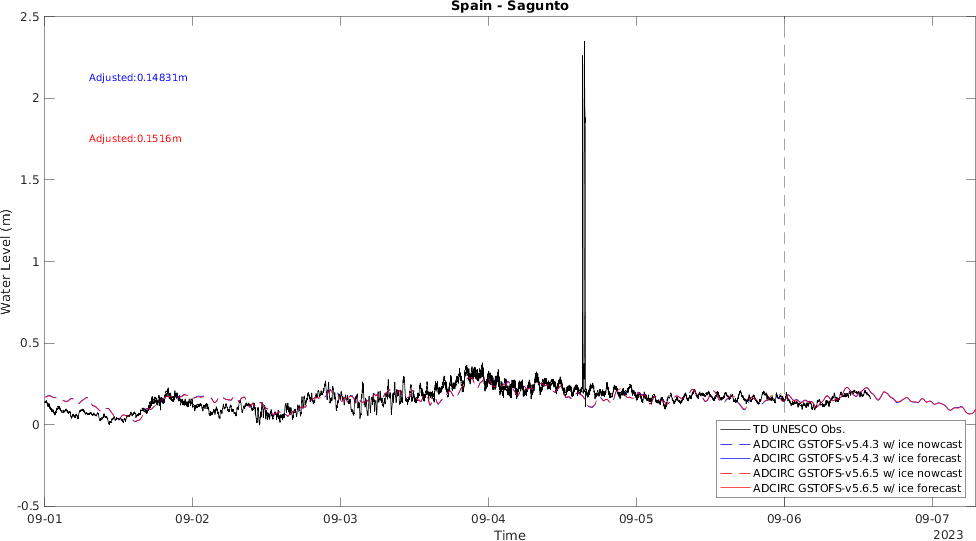 Spain - Sagunto
2.5
2
1.5
1
0.5
0
-0.5
Water Level (m)
Adjusted:0.14831m
Adjusted:0.1516m
TD UNESCO Obs.
ADCIRC GSTOFS-v5.4.3 w/ ice nowcast
ADCIRC GSTOFS-v5.4.3 w/ ice forecast
ADCIRC GSTOFS-v5.6.5 w/ ice nowcast
ADCIRC GSTOFS-v5.6.5 w/ ice forecast
09-01 09-02 09-03 09-04 09-05 09-06 09-07
Time
2023